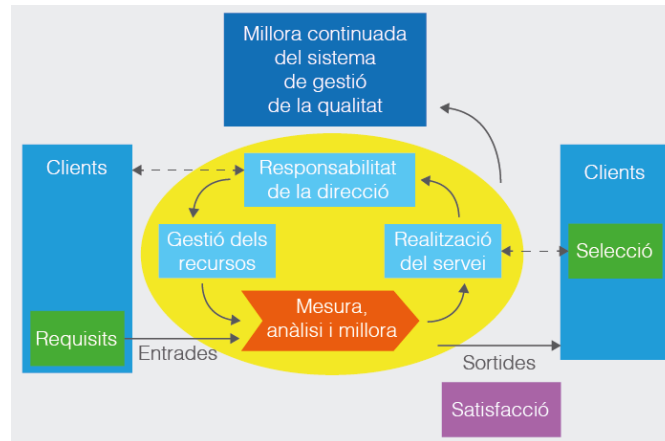 Millora continuada
del sistema
de gestió
de la qualitat
Clients
Responsabilitat
de la direcció
Clients
Gestió dels
recursos
Realització
del servei
Selecció
Mesura,
anàlisi i millora
Requisits
Entrades
Sortides
Satisfacció